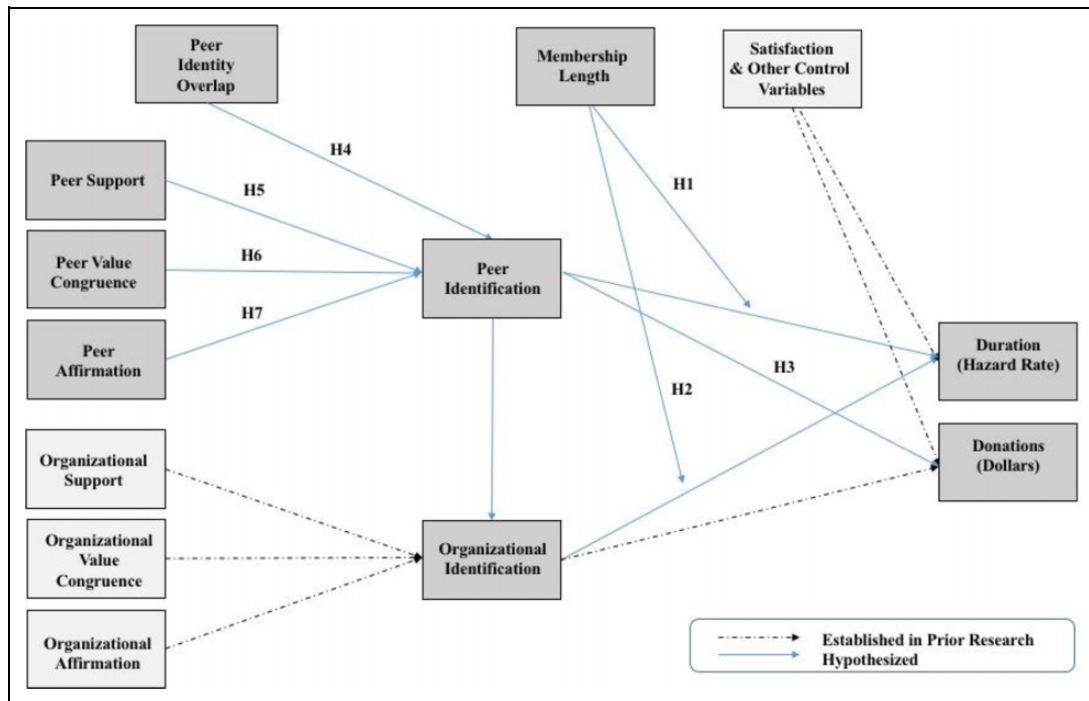 Peer
Identity
Overlap
Membership
Length
Satisfaction
& Other Control
Variables
H4
Peer Support
H5
H1
Peer Value
Congruence
H6
Peer
Identification
H7
Peer
Affirmation
Duration
(Hazard Rate)
H3
H2
Donations
(Dollars)
Organizational
Support
Organizational
Value
Congruence
Organizational
Identification
Organizational
Affirmation
Established in Prior Research
Hypothesized